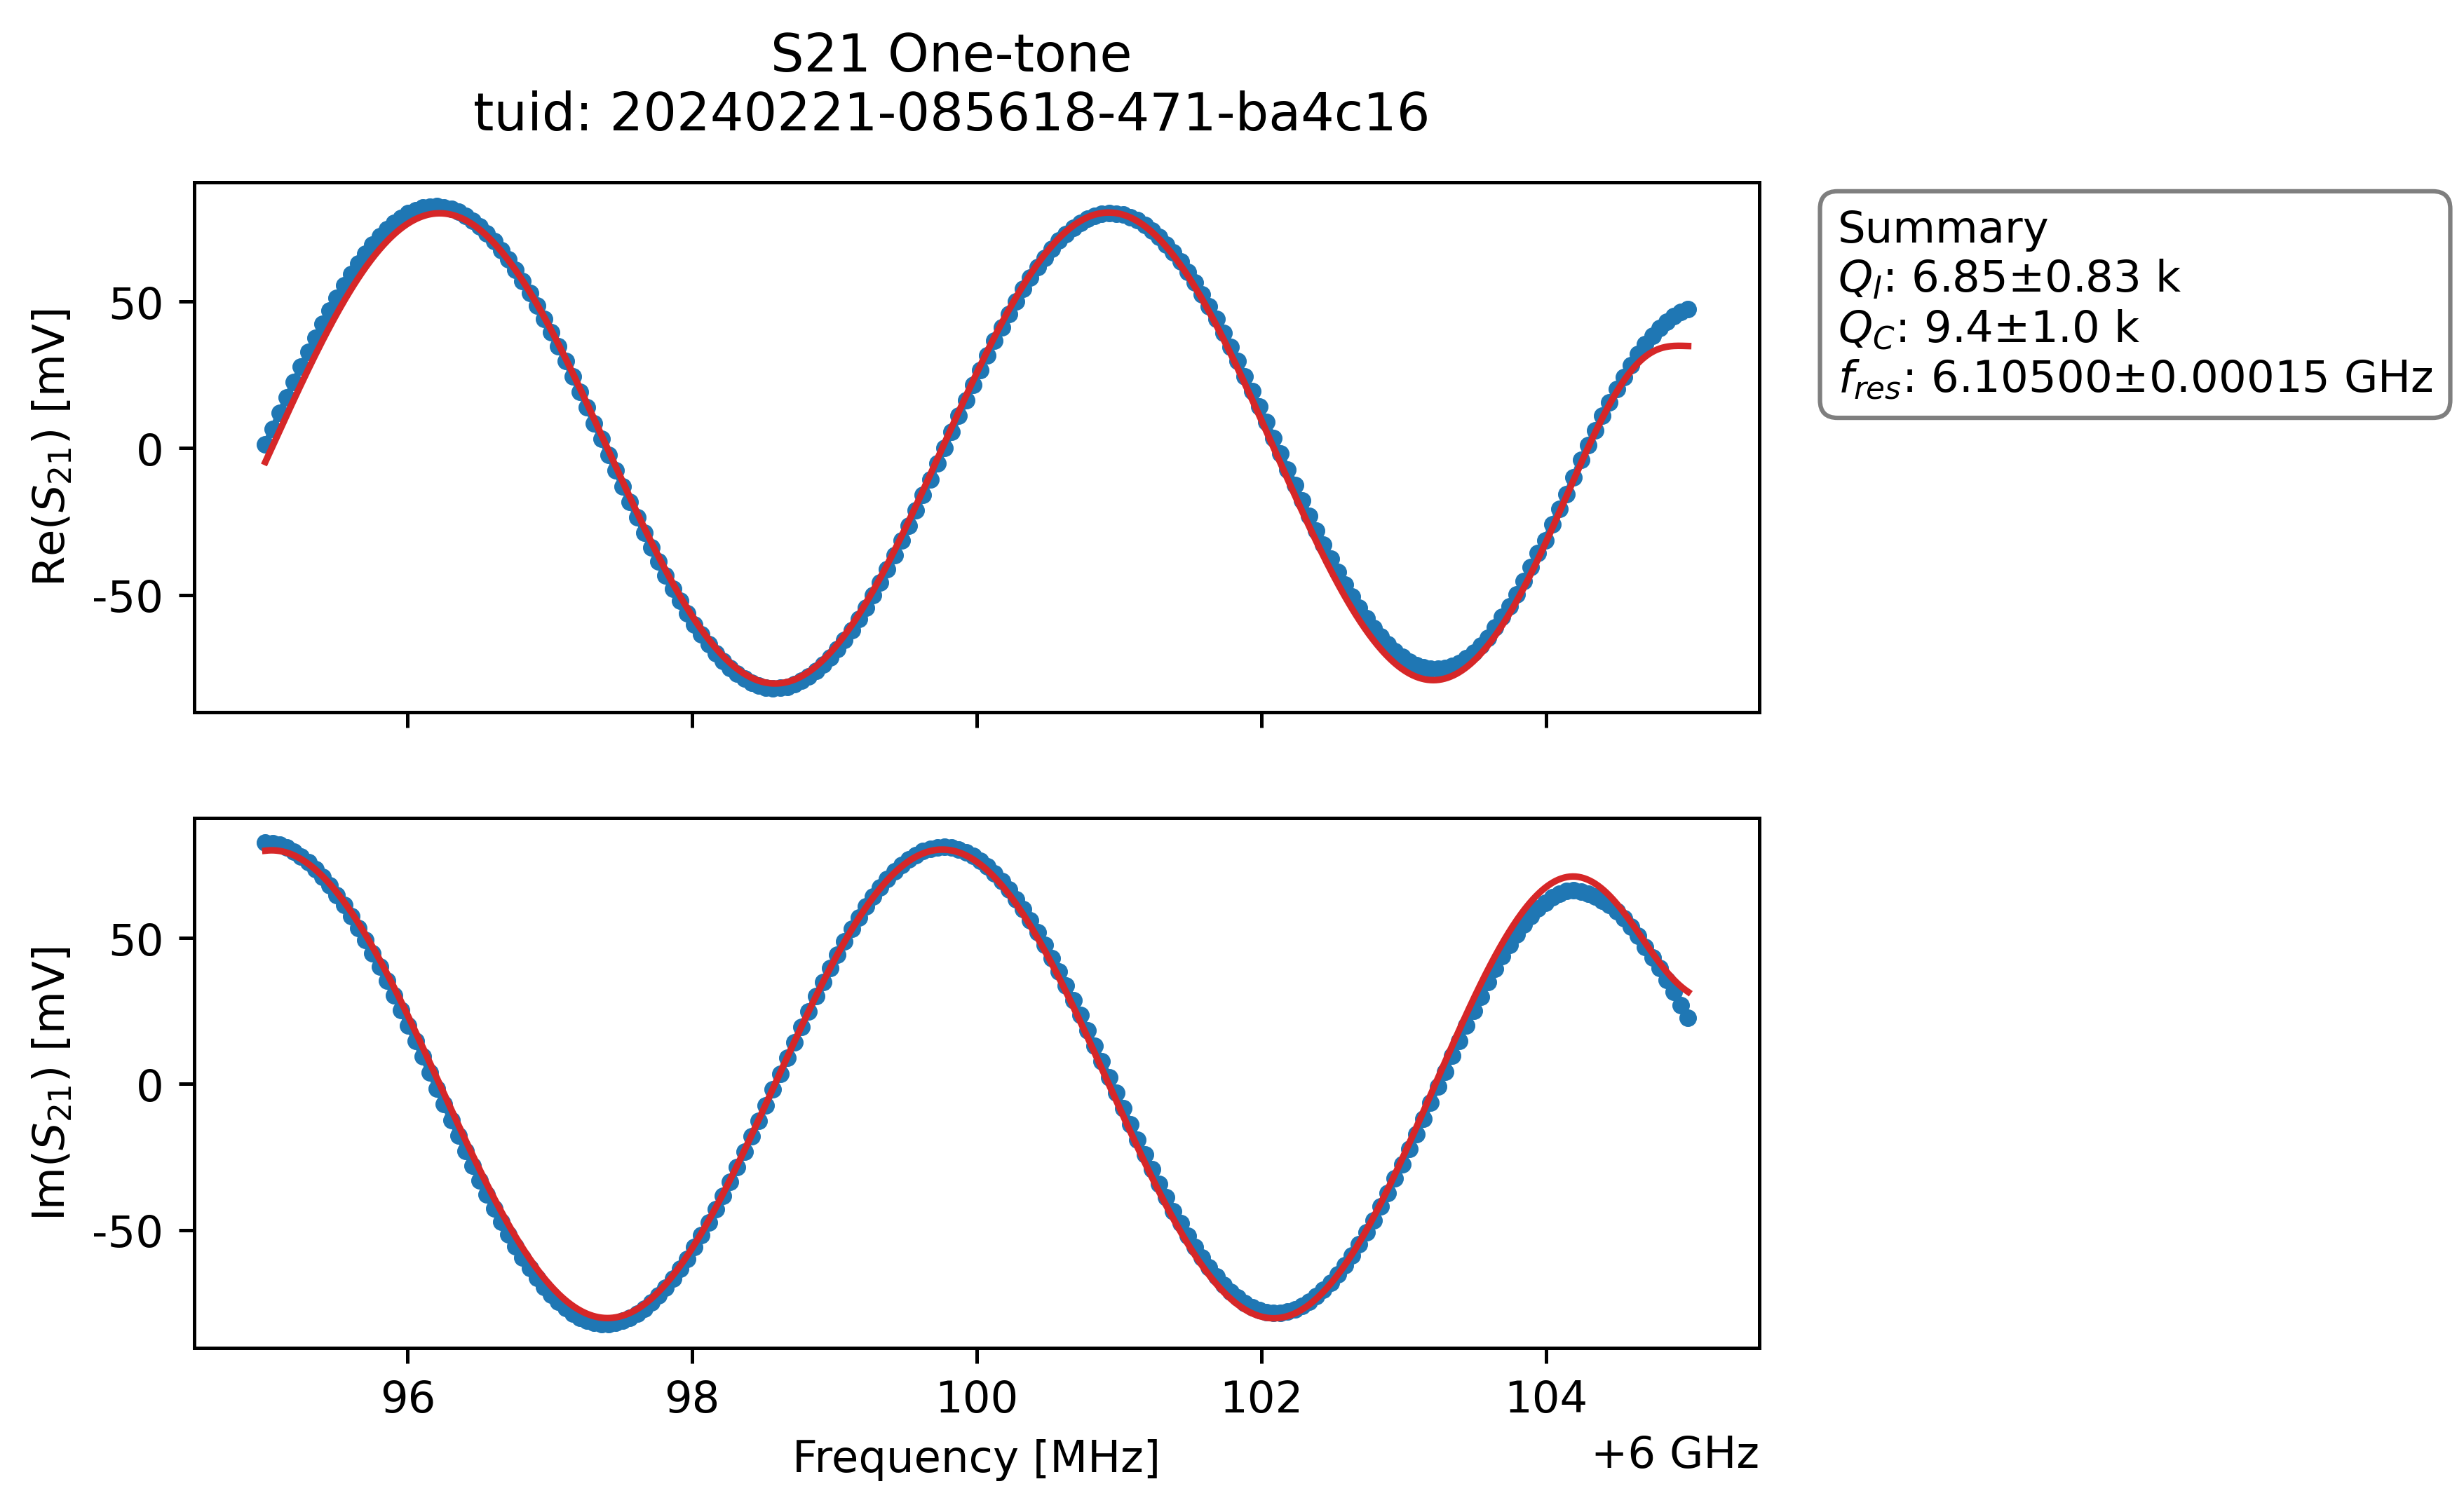 S21 One-tone
tuid: 20240221-085618-471-ba4c16
Re(S₂₁) [mV]
50
0
-50
Summary
Qₗ: 6.85±0.83 k
Q_C: 9.4±1.0 k
f_res: 6.10500±0.00015 GHz
Im(S₂₁) [mV]
50
0
-50
96 98 100 102 104
Frequency [MHz]
+6 GHz